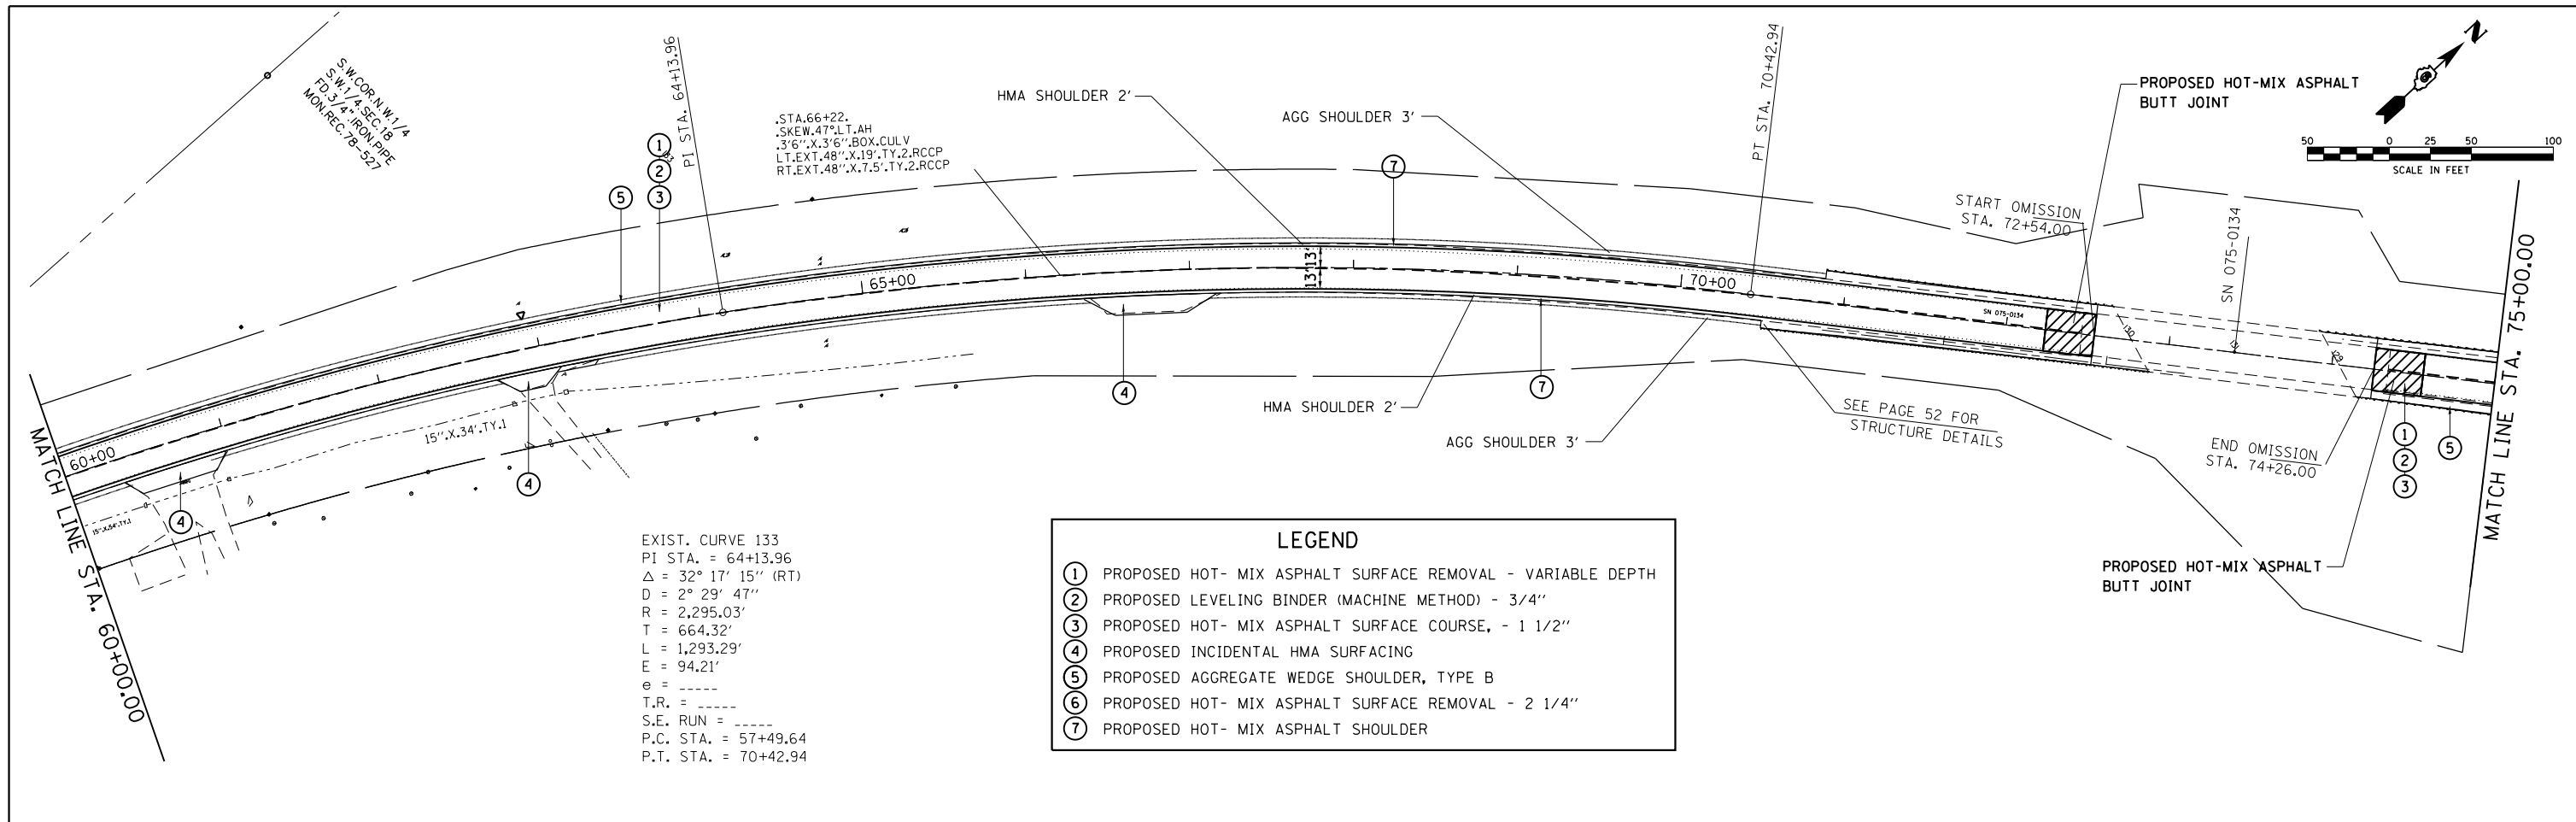 S.W.COR.N.W.1/4
S.W.1/4.SEC.18
FD.3/4".IRON.PIPE
MON.REC.78-527
PI STA. 64+13.96
1
2
3
5
.STA.66+22.
.SKEW.47°.LT.AH
.3'6".X.3'6".BOX.CULV
LT.EXT.48".X.19'.TY.2.RCCP
RT.EXT.48".X.7.5'.TY.2.RCCP
HMA SHOULDER 2'
AGG SHOULDER 3'
7
PT STA. 70+42.94
START OMISSION
STA. 72+54.00
PROPOSED HOT-MIX ASPHALT
BUTT JOINT
N
50 0 25 50 100
SCALE IN FEET
SN 075-0134
MATCH LINE STA. 75+00.00
60+00
65+00
70+00
13'
13'
SN 075-0134
130
131
129
15".X.34'.TY.1
15".X.34'.TY.1
4
4
4
7
HMA SHOULDER 2'
AGG SHOULDER 3'
SEE PAGE 52 FOR
STRUCTURE DETAILS
END OMISSION
STA. 74+26.00
1
2
3
5
PROPOSED HOT-MIX ASPHALT
BUTT JOINT
MATCH LINE STA. 60+00.00
EXIST. CURVE 133
PI STA. = 64+13.96
Δ = 32° 17' 15" (RT)
D = 2° 29' 47"
R = 2,295.03'
T = 664.32'
L = 1,293.29'
E = 94.21'
e = _____
T.R. = _____
S.E. RUN = _____
P.C. STA. = 57+49.64
P.T. STA. = 70+42.94
LEGEND
1 PROPOSED HOT- MIX ASPHALT SURFACE REMOVAL - VARIABLE DEPTH
2 PROPOSED LEVELING BINDER (MACHINE METHOD) - 3/4"
3 PROPOSED HOT- MIX ASPHALT SURFACE COURSE, - 1 1/2"
4 PROPOSED INCIDENTAL HMA SURFACING
5 PROPOSED AGGREGATE WEDGE SHOULDER, TYPE B
6 PROPOSED HOT- MIX ASPHALT SURFACE REMOVAL - 2 1/4"
7 PROPOSED HOT- MIX ASPHALT SHOULDER